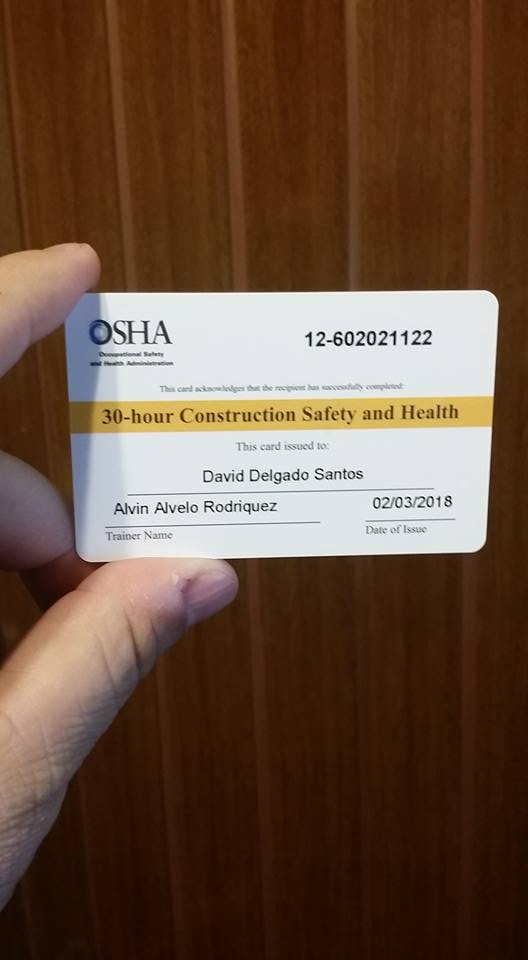 OSHA
Occupational Safety
and Health Administration
12-602021122
This card acknowledges that the recipient has successfully completed:
30-hour Construction Safety and Health
This card issued to:
David Delgado Santos
Alvin Alvelo Rodriquez
02/03/2018
Trainer Name
Date of Issue